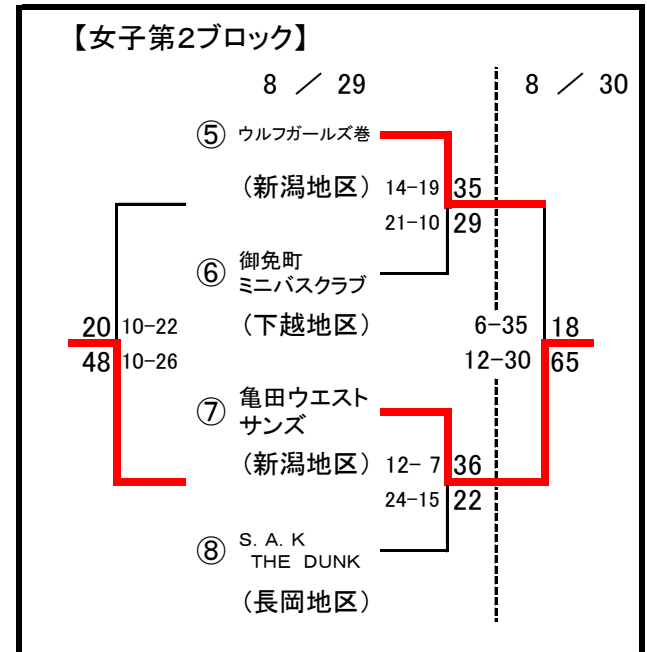 【女子第2ブロック】
8 ／ 29
8 ／ 30
⑤ ウルフガールズ巻
（新潟地区）
14-19 35
21-10 29
⑥ 御免町
ミニバスクラブ
（下越地区）
20 10-22
48 10-26
6-35 18
12-30 65
⑦ 亀田ウエスト
サンズ
（新潟地区）
12- 7 36
24-15 22
⑧ S. A. K
THE DUNK
（長岡地区）